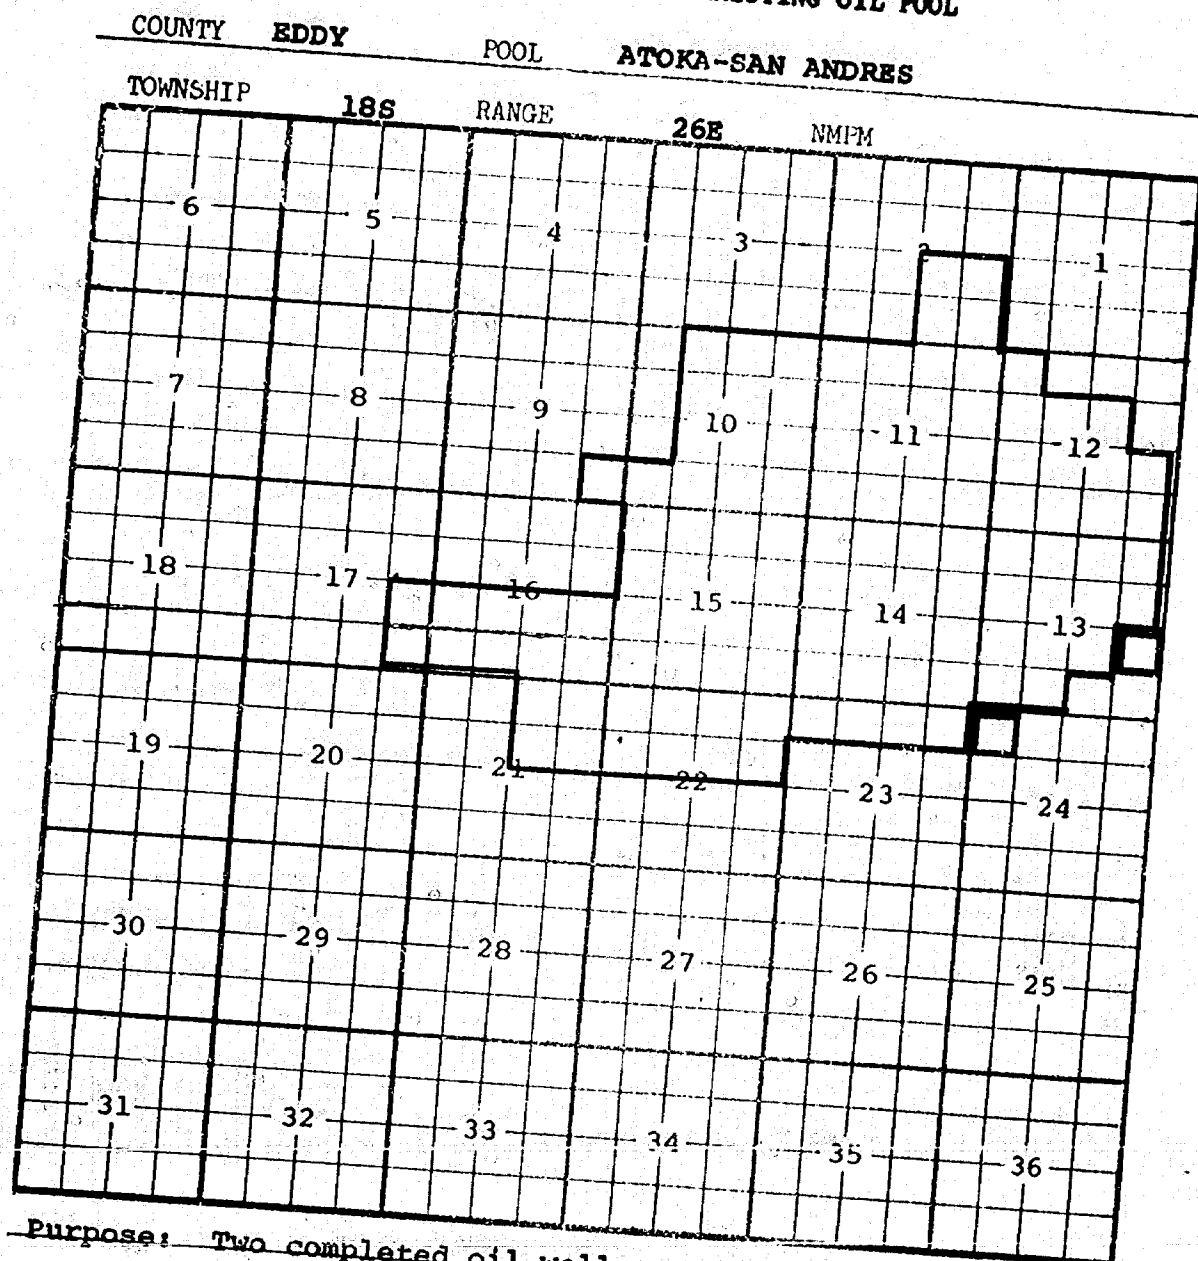 OIL POOL
COUNTY EDDY POOL ATOKA-SAN ANDRES
TOWNSHIP 18S RANGE 26E NMPM
6 5 4 3 2 1
7 8 9 10 11 12
18 17 16 15 14 13
19 20 21 22 23 24
30 29 28 27 26 25
31 32 33 34 35 36
Purpose: Two completed oil